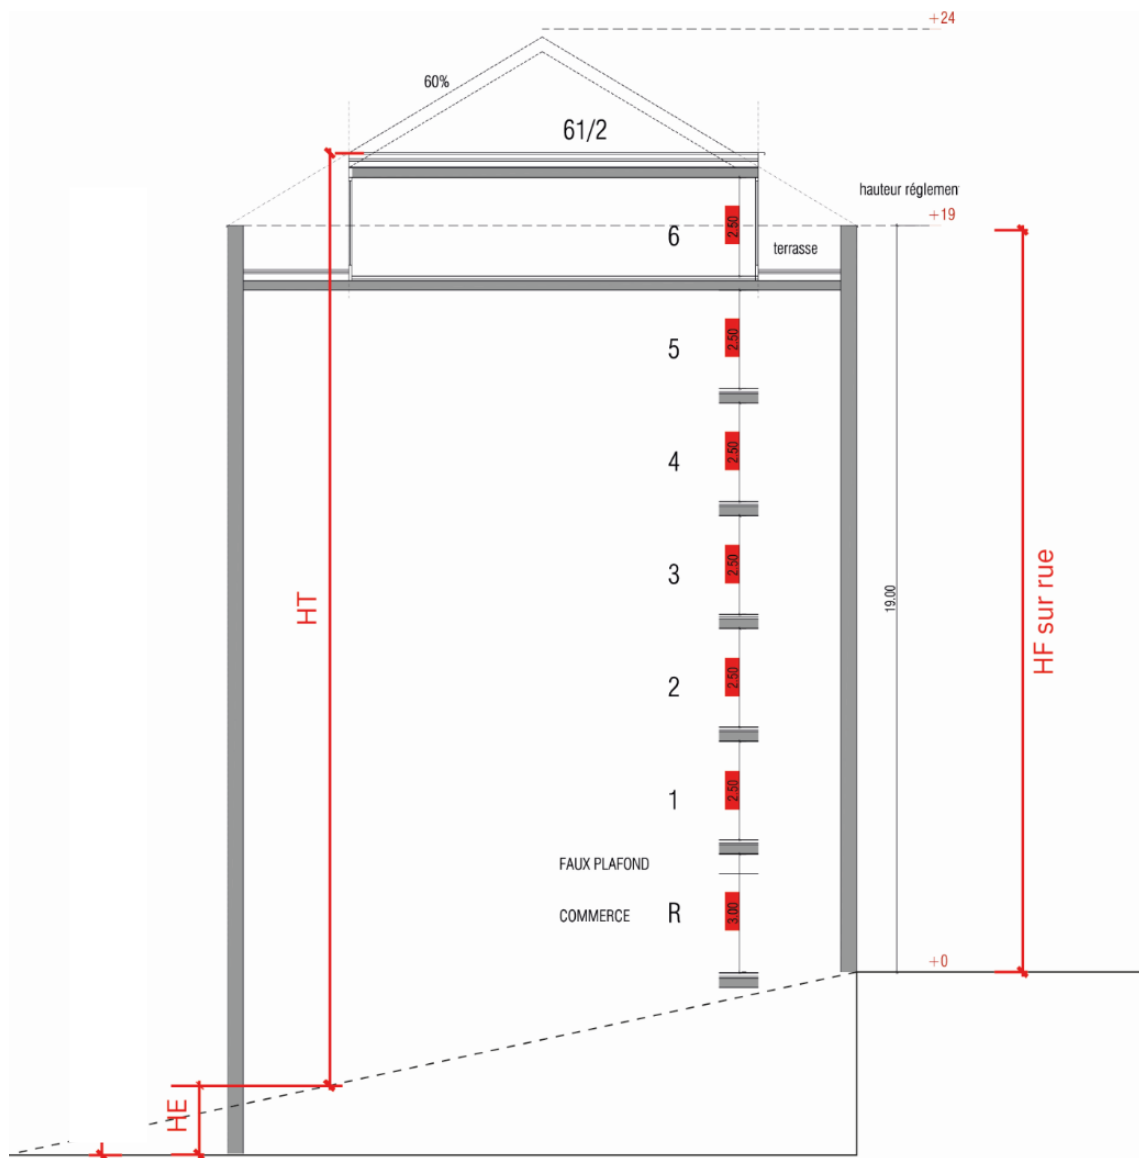 +24
60%
61/2
hauteur réglemen
+19
6
2.50
terrasse
5
2.50
4
2.50
3
2.50
HT
19.00
HF sur rue
2
2.50
1
2.50
FAUX PLAFOND
COMMERCE
R
3.00
+0
HE